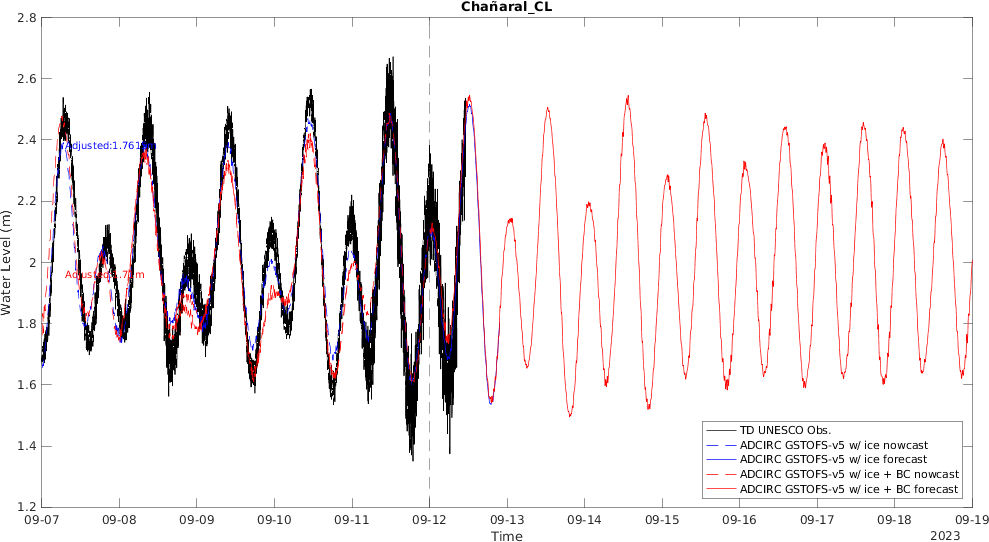 Chañaral_CL
2.8
2.6
2.4
2.2
2
1.8
1.6
1.4
1.2
Water Level (m)
Adjusted:1.761
Adjusted:
TD UNESCO Obs.
ADCIRC GSTOFS-v5 w/ ice nowcast
ADCIRC GSTOFS-v5 w/ ice forecast
ADCIRC GSTOFS-v5 w/ ice + BC nowcast
ADCIRC GSTOFS-v5 w/ ice + BC forecast
09-07 09-08 09-09 09-10 09-11 09-12 09-13 09-14 09-15 09-16 09-17 09-18 09-19
Time
2023